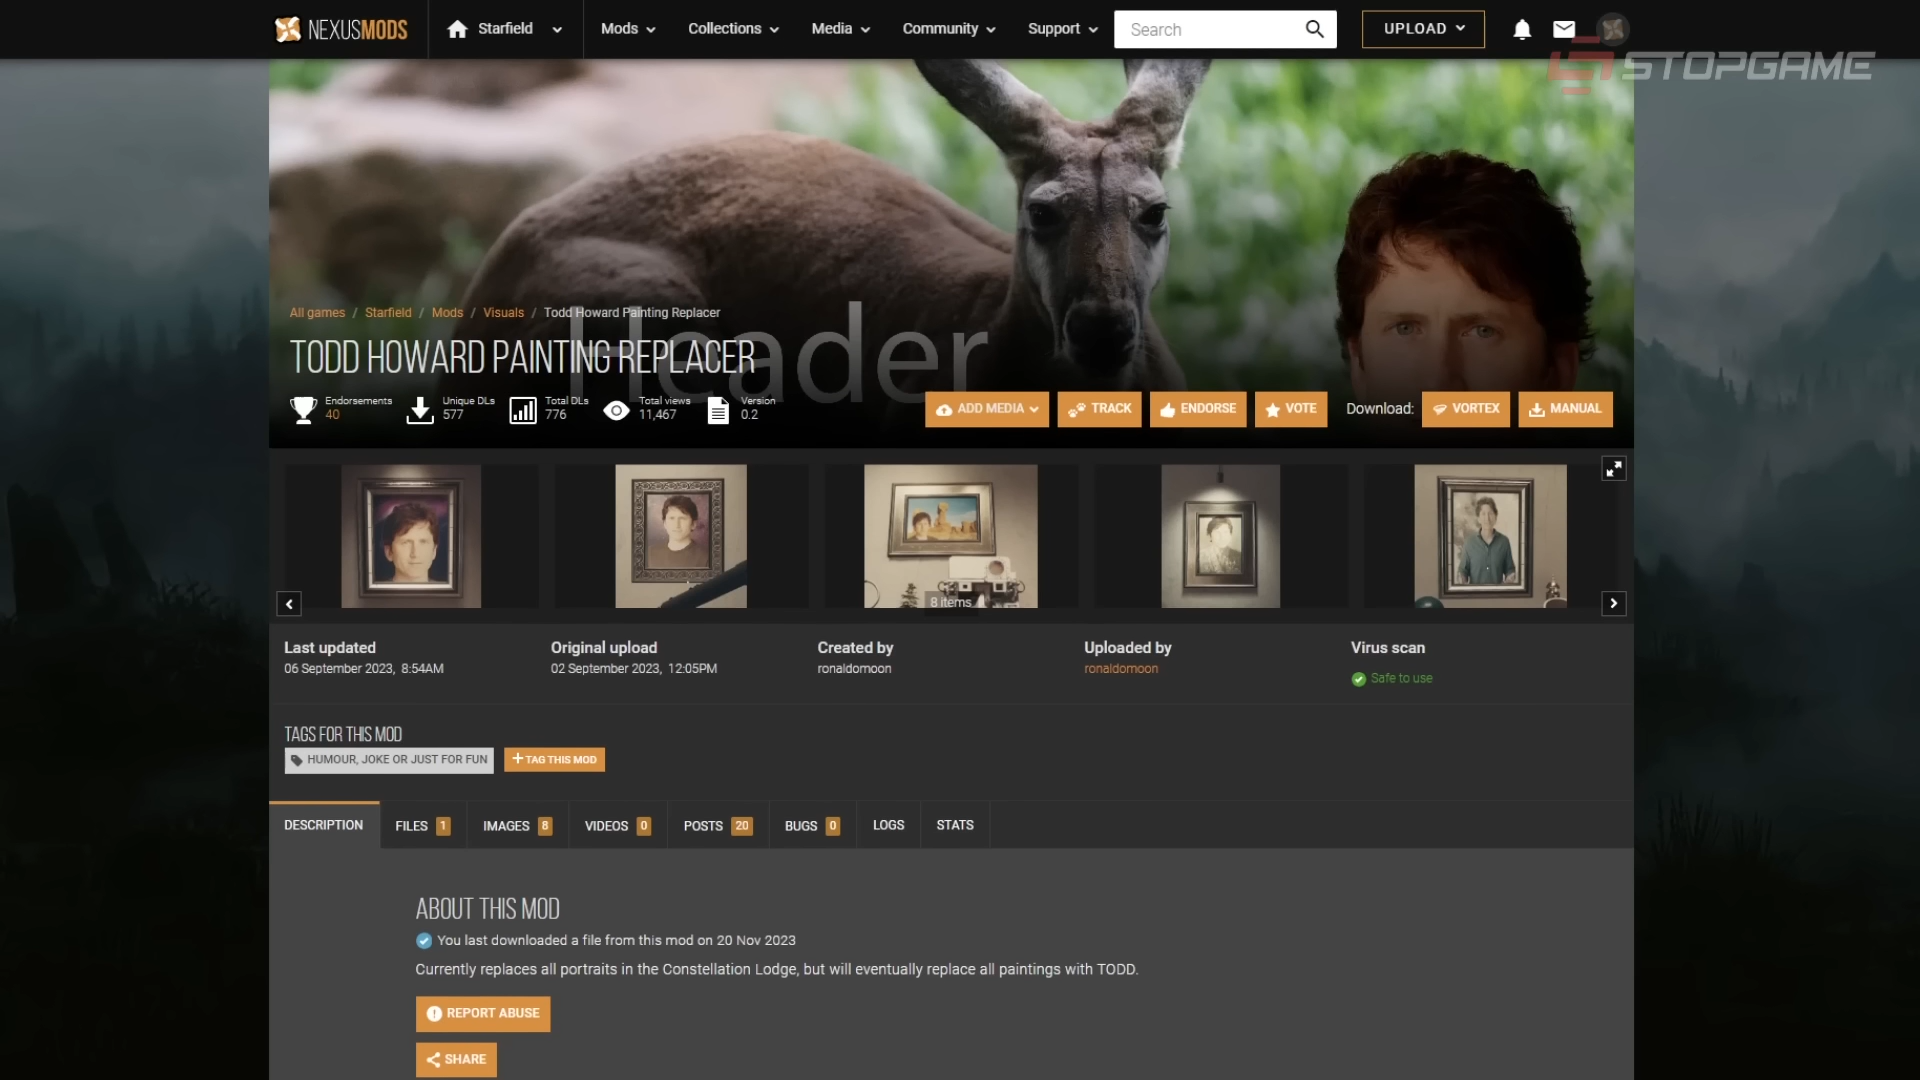 NEXUSMODS
Starfield
Mods
Collections
Media
Community
Support
Search
UPLOAD
STOPGAME
Header
All games / Starfield / Mods / Visuals / Todd Howard Painting Replacer
TODD HOWARD PAINTING REPLACER
Endorsements
40
Unique DLs
577
Total DLs
776
Total views
11,467
Version
0.2
ADD MEDIA
TRACK
ENDORSE
VOTE
Download:
VORTEX
MANUAL
8 items
Last updated
06 September 2023, 8:54AM
Original upload
02 September 2023, 12:05PM
Created by
ronaldomoon
Uploaded by
ronaldomoon
Virus scan
Safe to use
TAGS FOR THIS MOD
HUMOUR, JOKE OR JUST FOR FUN
+ TAG THIS MOD
DESCRIPTION
FILES 1
IMAGES 8
VIDEOS 0
POSTS 20
BUGS 0
LOGS
STATS
ABOUT THIS MOD
You last downloaded a file from this mod on 20 Nov 2023
Currently replaces all portraits in the Constellation Lodge, but will eventually replace all paintings with TODD.
REPORT ABUSE
SHARE